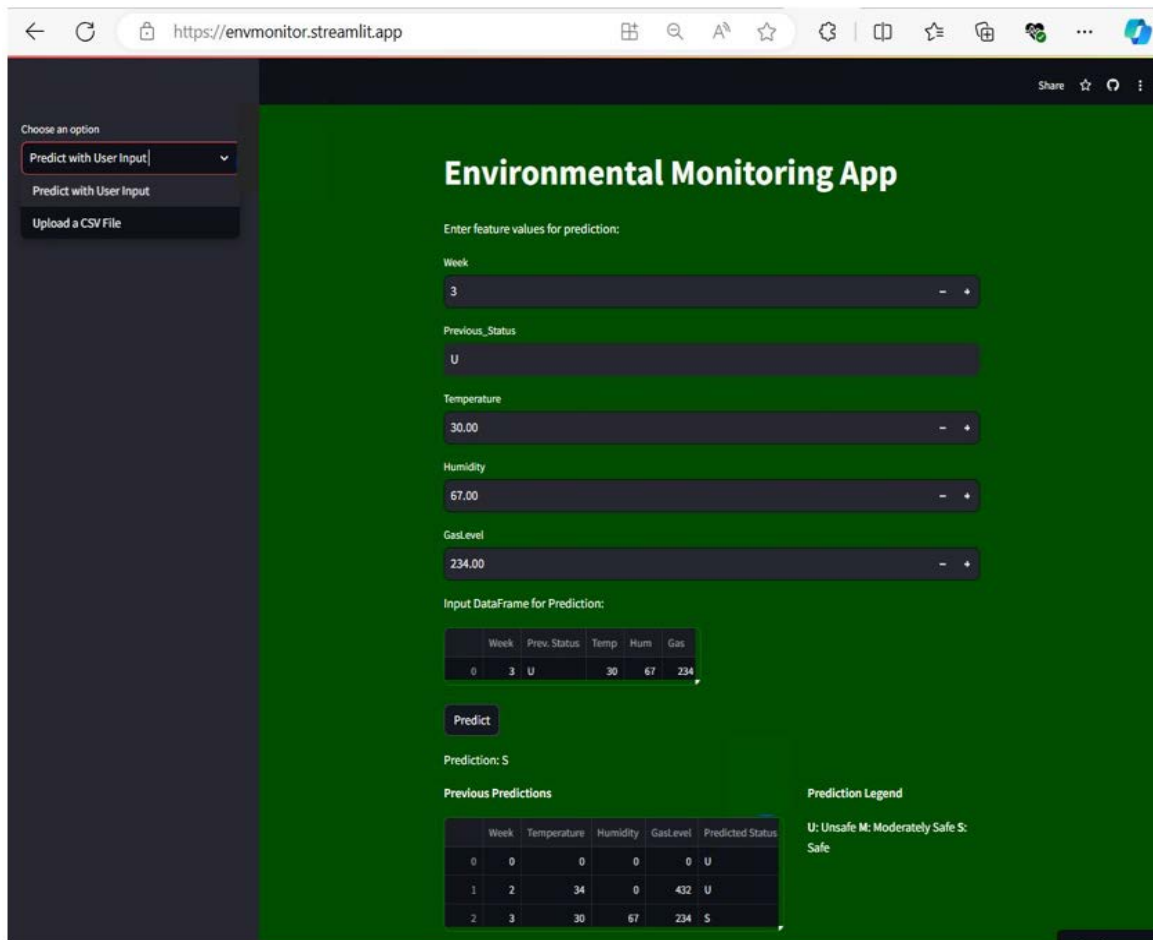 https://envmonitor.streamlit.app
Share
Choose an option
Predict with User Input
Predict with User Input
Upload a CSV File
Environmental Monitoring App
Enter feature values for prediction:
Week
3
Previous_Status
U
Temperature
30.00
Humidity
67.00
GasLevel
234.00
Input DataFrame for Prediction:
Week Prev. Status Temp Hum Gas
0 3 U 30 67 234
Predict
Prediction: S
Previous Predictions
Week Temperature Humidity GasLevel Predicted Status
0 0 0 0 0 U
1 2 34 0 432 U
2 3 30 67 234 S
Prediction Legend
U: Unsafe M: Moderately Safe S:
Safe